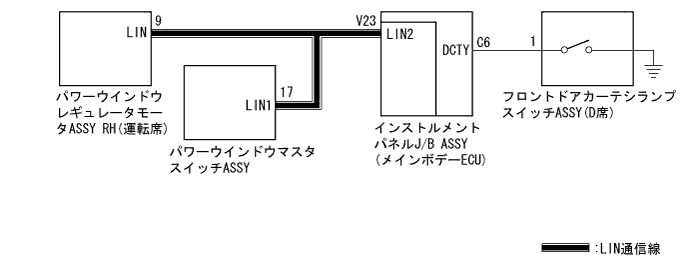 9
V23
LIN
LIN2
DCTY
C6
1
17
LIN1
パワーウインドウ
レギュレータモー
タASSY RH(運転席)
パワーウインドウマスタ
スイッチASSY
インストルメント
パネルJ/B ASSY
(メインボデーECU)
フロントドアカーテシランプ
スイッチASSY(D席)
:LIN通信線